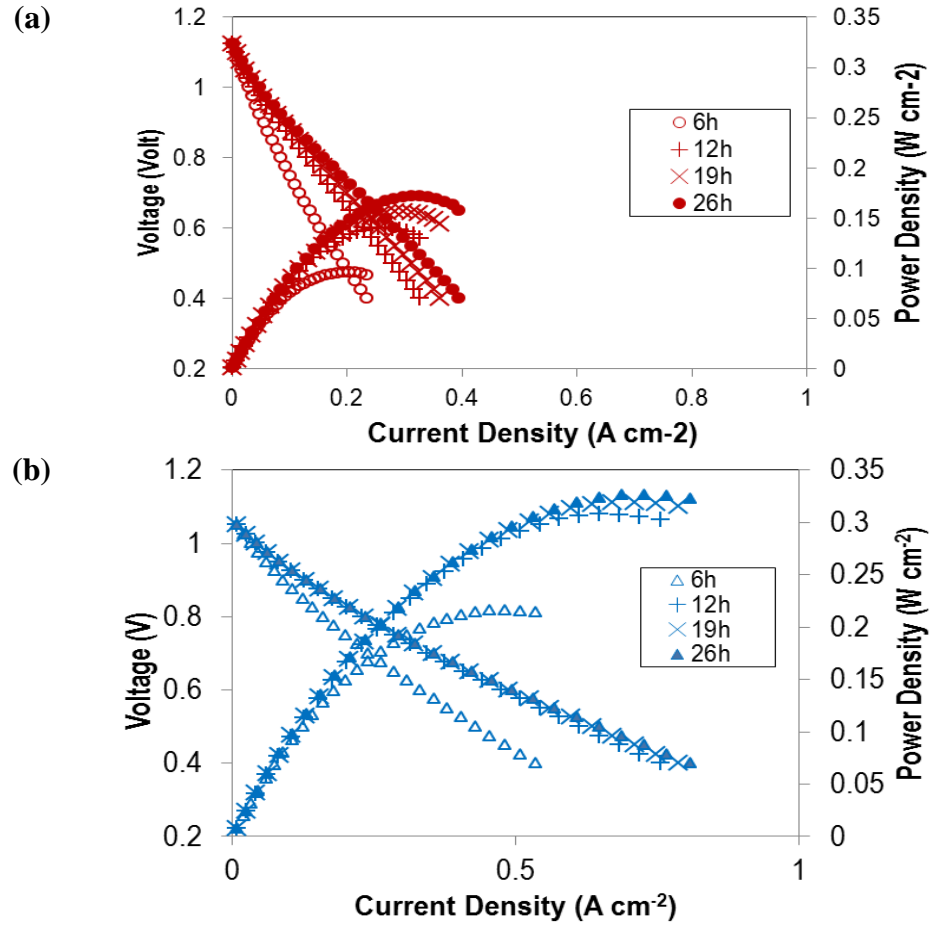 (a)
1.2
1
0.8
0.6
0.4
0.2
Voltage (Volt)
0.35
0.3
0.25
0.2
0.15
0.1
0.05
0
Power Density (W cm-2)
6h
12h
19h
26h
0
0.2
0.4
0.6
0.8
1
Current Density (A cm-2)
(b)
1.2
1
0.8
0.6
0.4
0.2
Voltage (V)
0.35
0.3
0.25
0.2
0.15
0.1
0.05
0
Power Density (W cm⁻²)
6h
12h
19h
26h
0
0.5
1
Current Density (A cm⁻²)